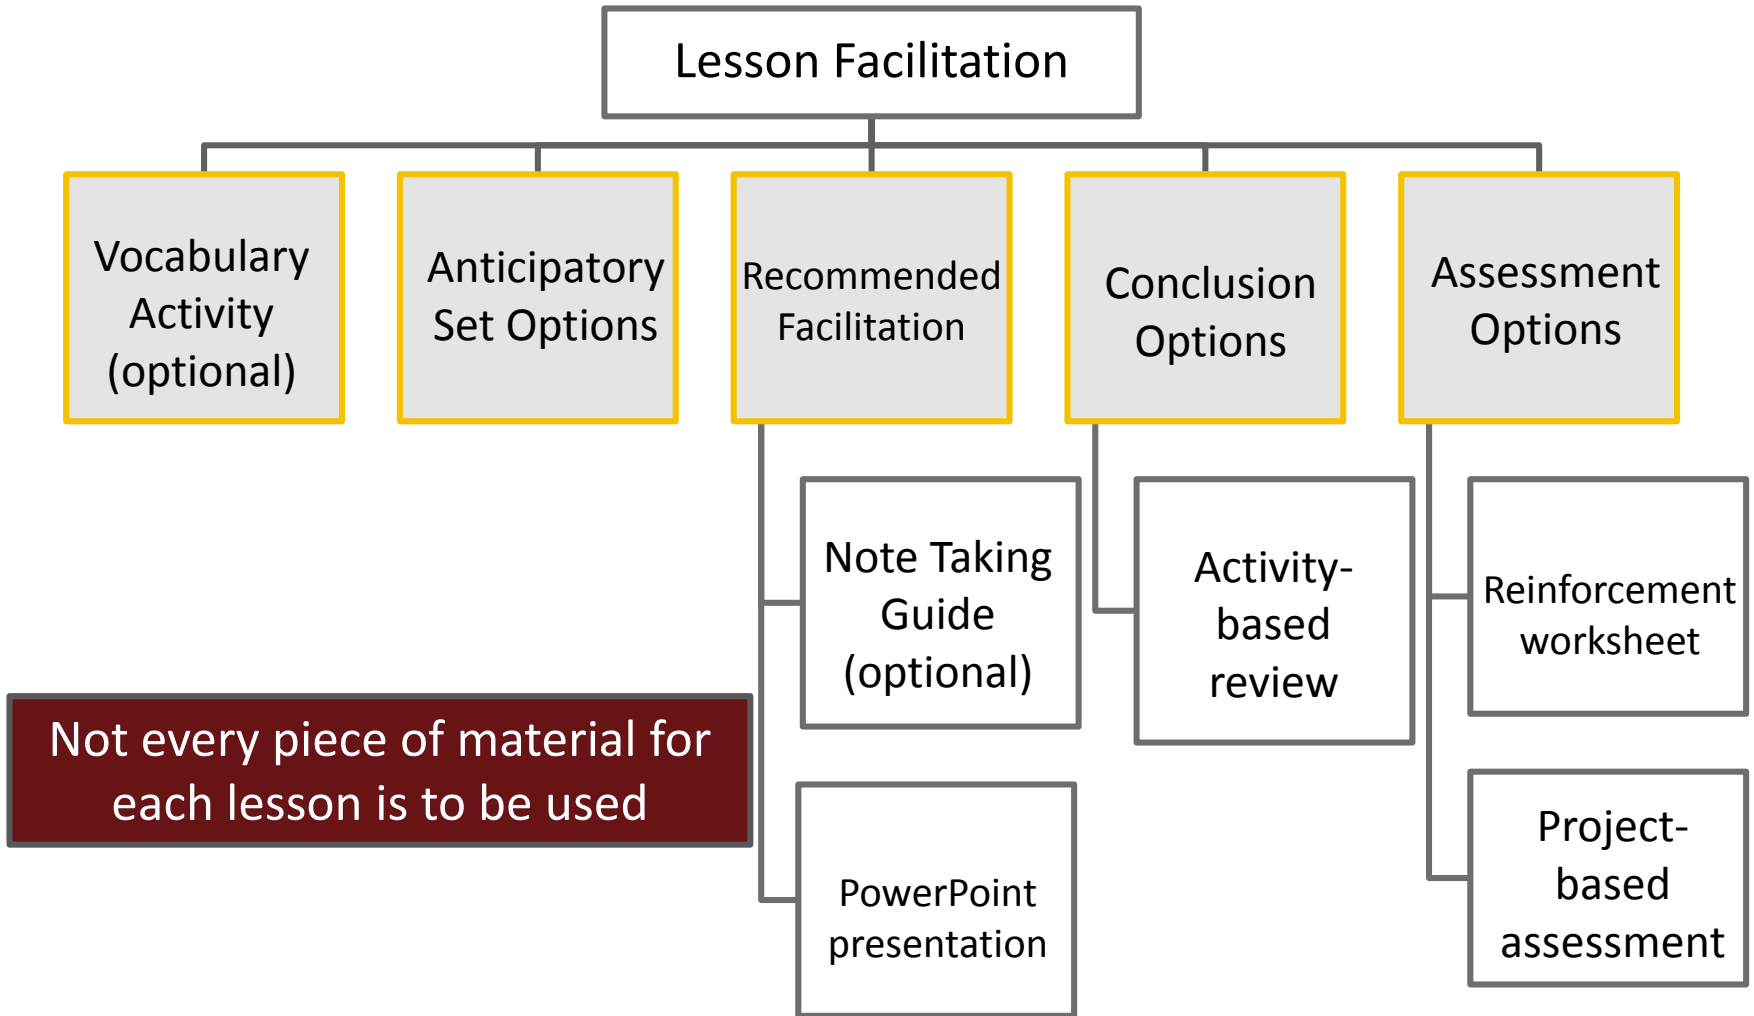 Lesson Facilitation
Vocabulary
Activity
(optional)
Anticipatory
Set Options
Recommended
Facilitation
Conclusion
Options
Assessment
Options
Note Taking
Guide
(optional)
Activity-
based
review
Reinforcement
worksheet
Not every piece of material for
each lesson is to be used
PowerPoint
presentation
Project-
based
assessment